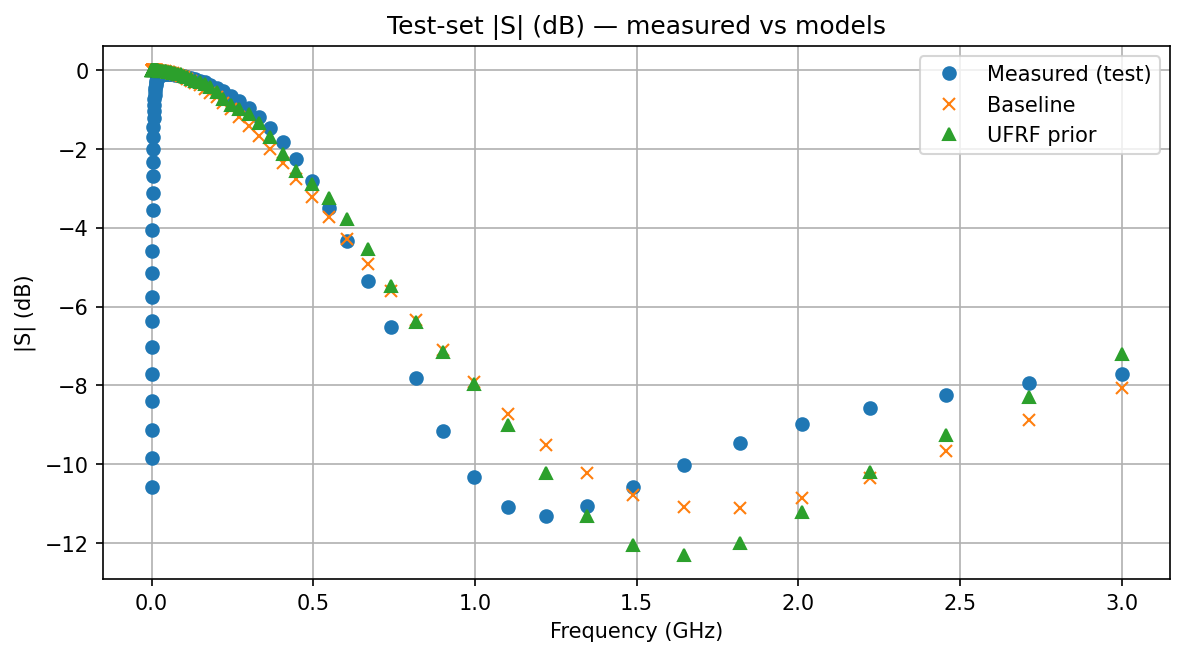 Test-set |S| (dB) — measured vs models
Measured (test)
Baseline
UFRF prior
|S| (dB)
0
−2
−4
−6
−8
−10
−12
0.0 0.5 1.0 1.5 2.0 2.5 3.0
Frequency (GHz)